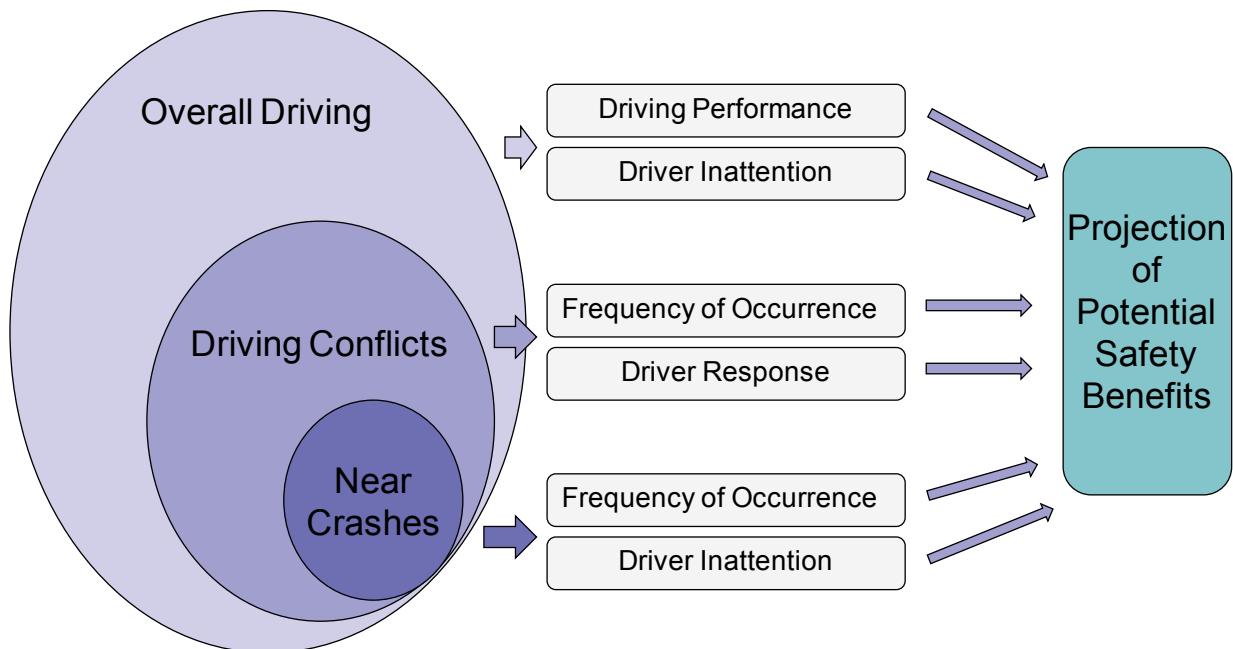 Overall Driving
Driving Conflicts
Near
Crashes
Driving Performance
Driver Inattention
Frequency of Occurrence
Driver Response
Frequency of Occurrence
Driver Inattention
Projection
of
Potential
Safety
Benefits